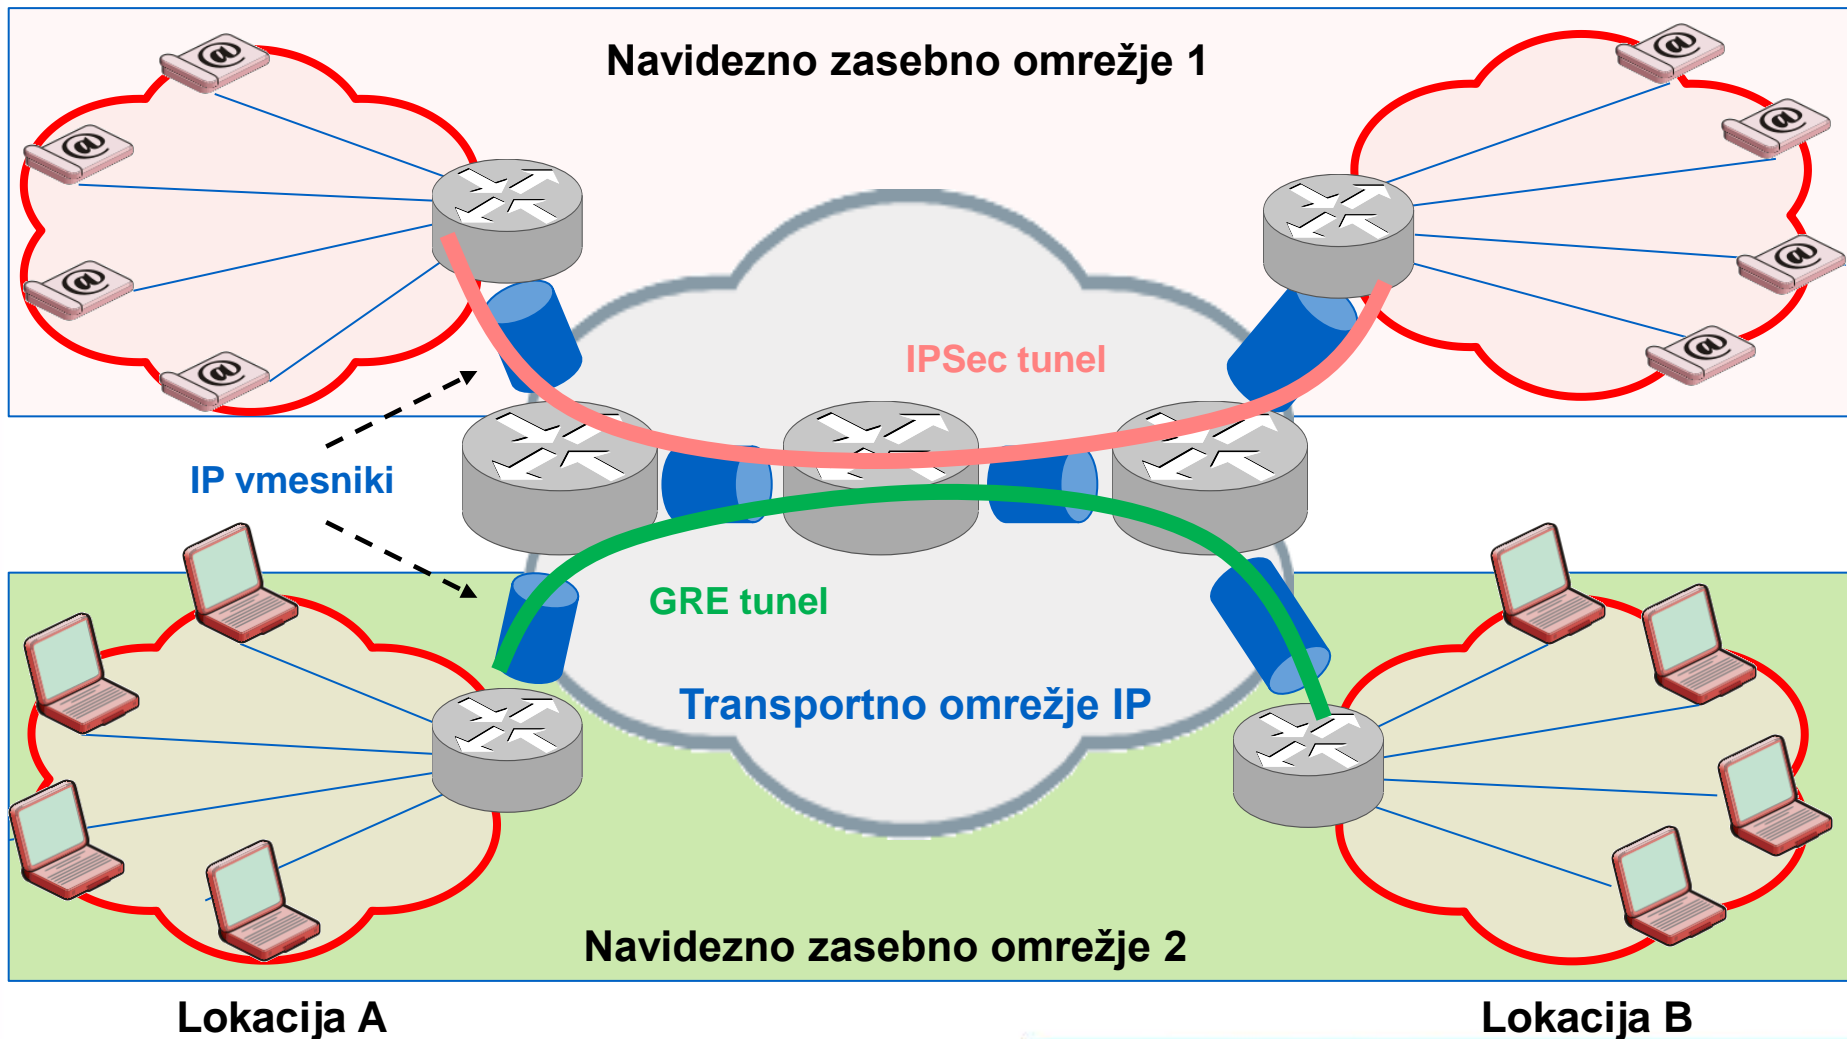 Navidezno zasebno omrežje 1
@
@
@
@
@
@
@
@
IPSec tunel
IP vmesniki
GRE tunel
Transportno omrežje IP
Navidezno zasebno omrežje 2
Lokacija A
Lokacija B